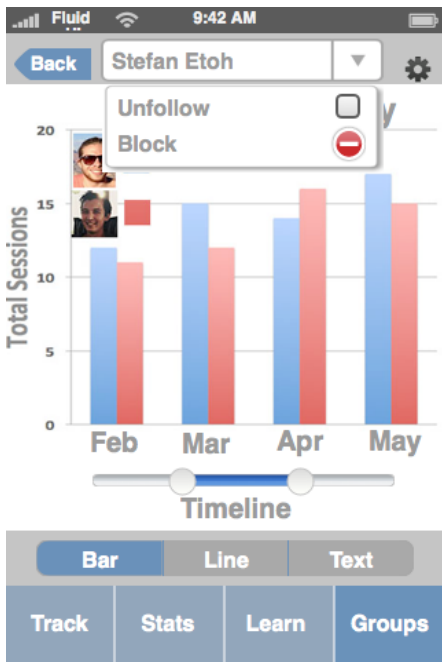 Fluid 9:42 AM
Back Stefan Etoh
Unfollow
Block
y
20
15
10
5
0
Total Sessions
Feb Mar Apr May
Timeline
Bar Line Text
Track Stats Learn Groups